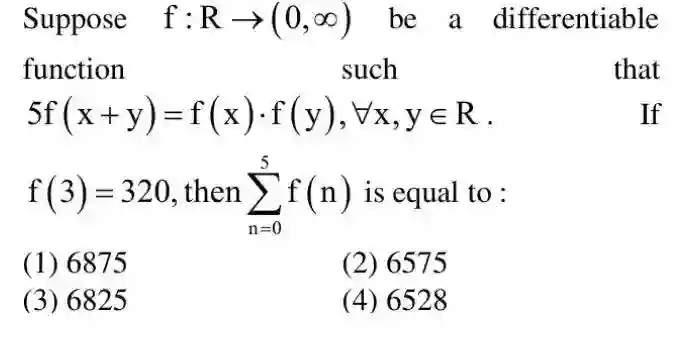 Suppose f : R → (0, ∞) be a differentiable
function such that
5f (x + y) = f (x) · f (y), ∀x, y ∈ R . If
f (3) = 320, then ∑_{n=0}^{5} f (n) is equal to :
(1) 6875 (2) 6575
(3) 6825 (4) 6528